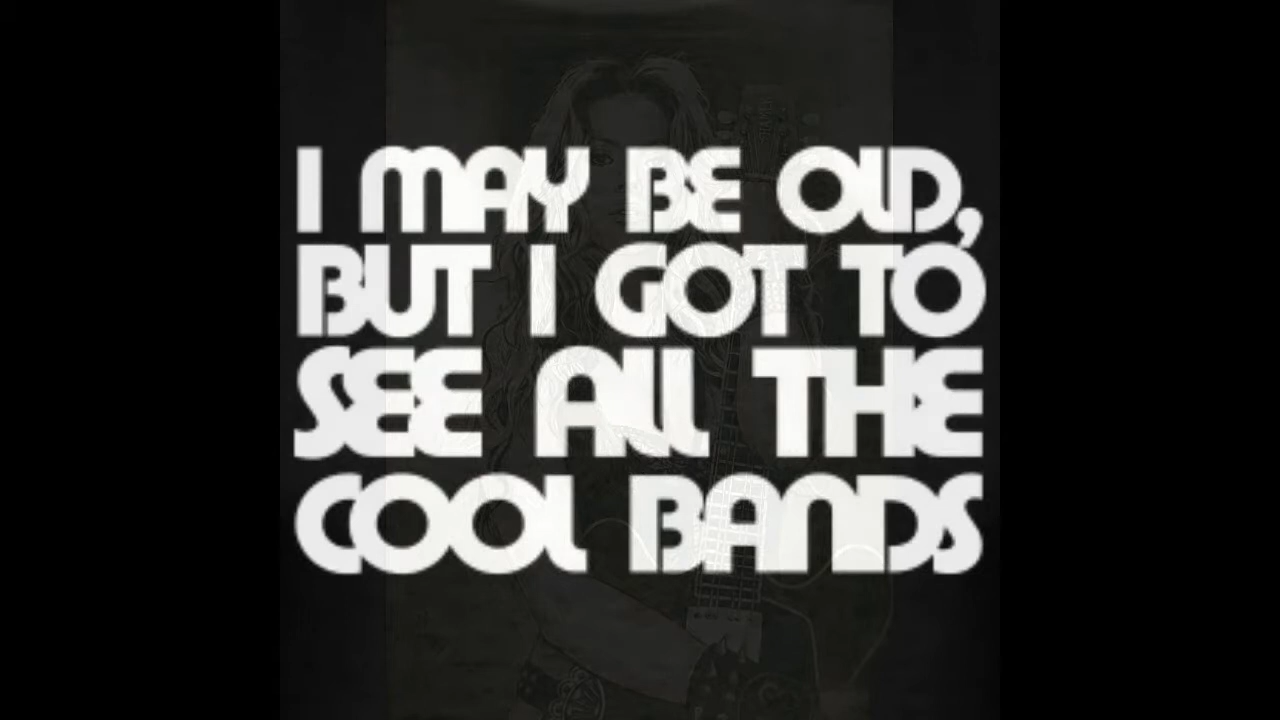 I MAY BE OLD,
BUT I GOT TO
SEE ALL THE
COOL BANDS